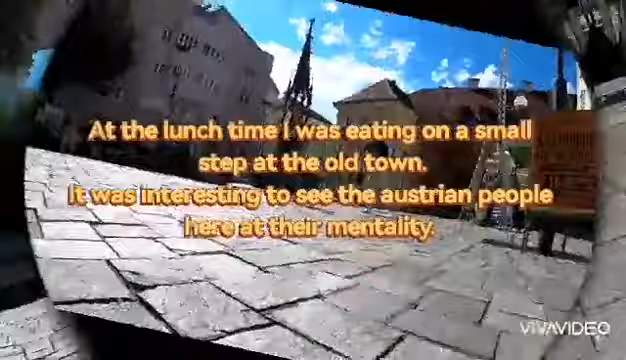 At the lunch time I was eating on a small
step at the old town.
It was interesting to see the austrian people
here at their mentality.
VIVAVIDEO